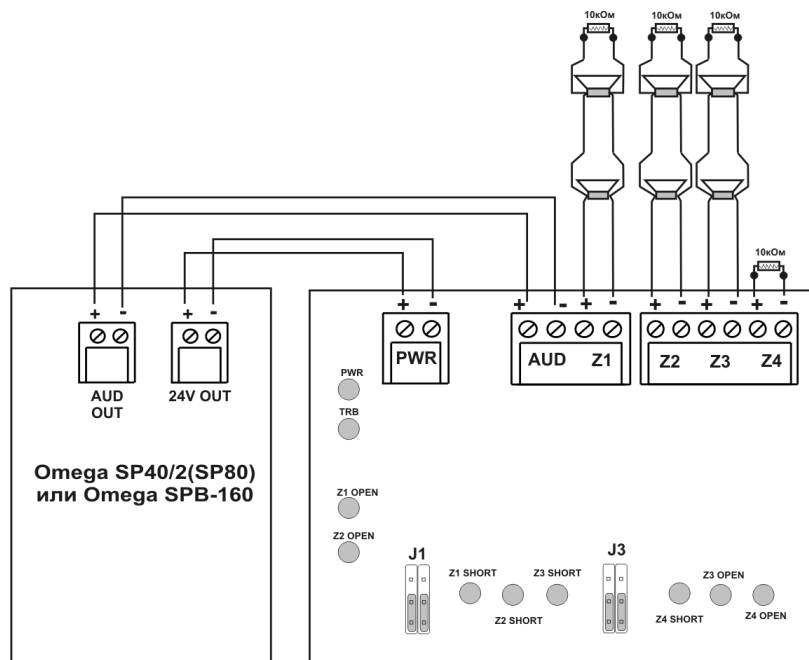 10кОм 10кОм 10кОм
10кОм
+ - + - + - + - + - + - + - + -
PWR AUD Z1 Z2 Z3 Z4
AUD
OUT
24V OUT
PWR
TRB
Omega SP40/2(SP80)
или Omega SPB-160
Z1 OPEN
Z2 OPEN
J1
J3
Z1 SHORT
Z3 SHORT
Z3 OPEN
Z2 SHORT
Z4 SHORT
Z4 OPEN